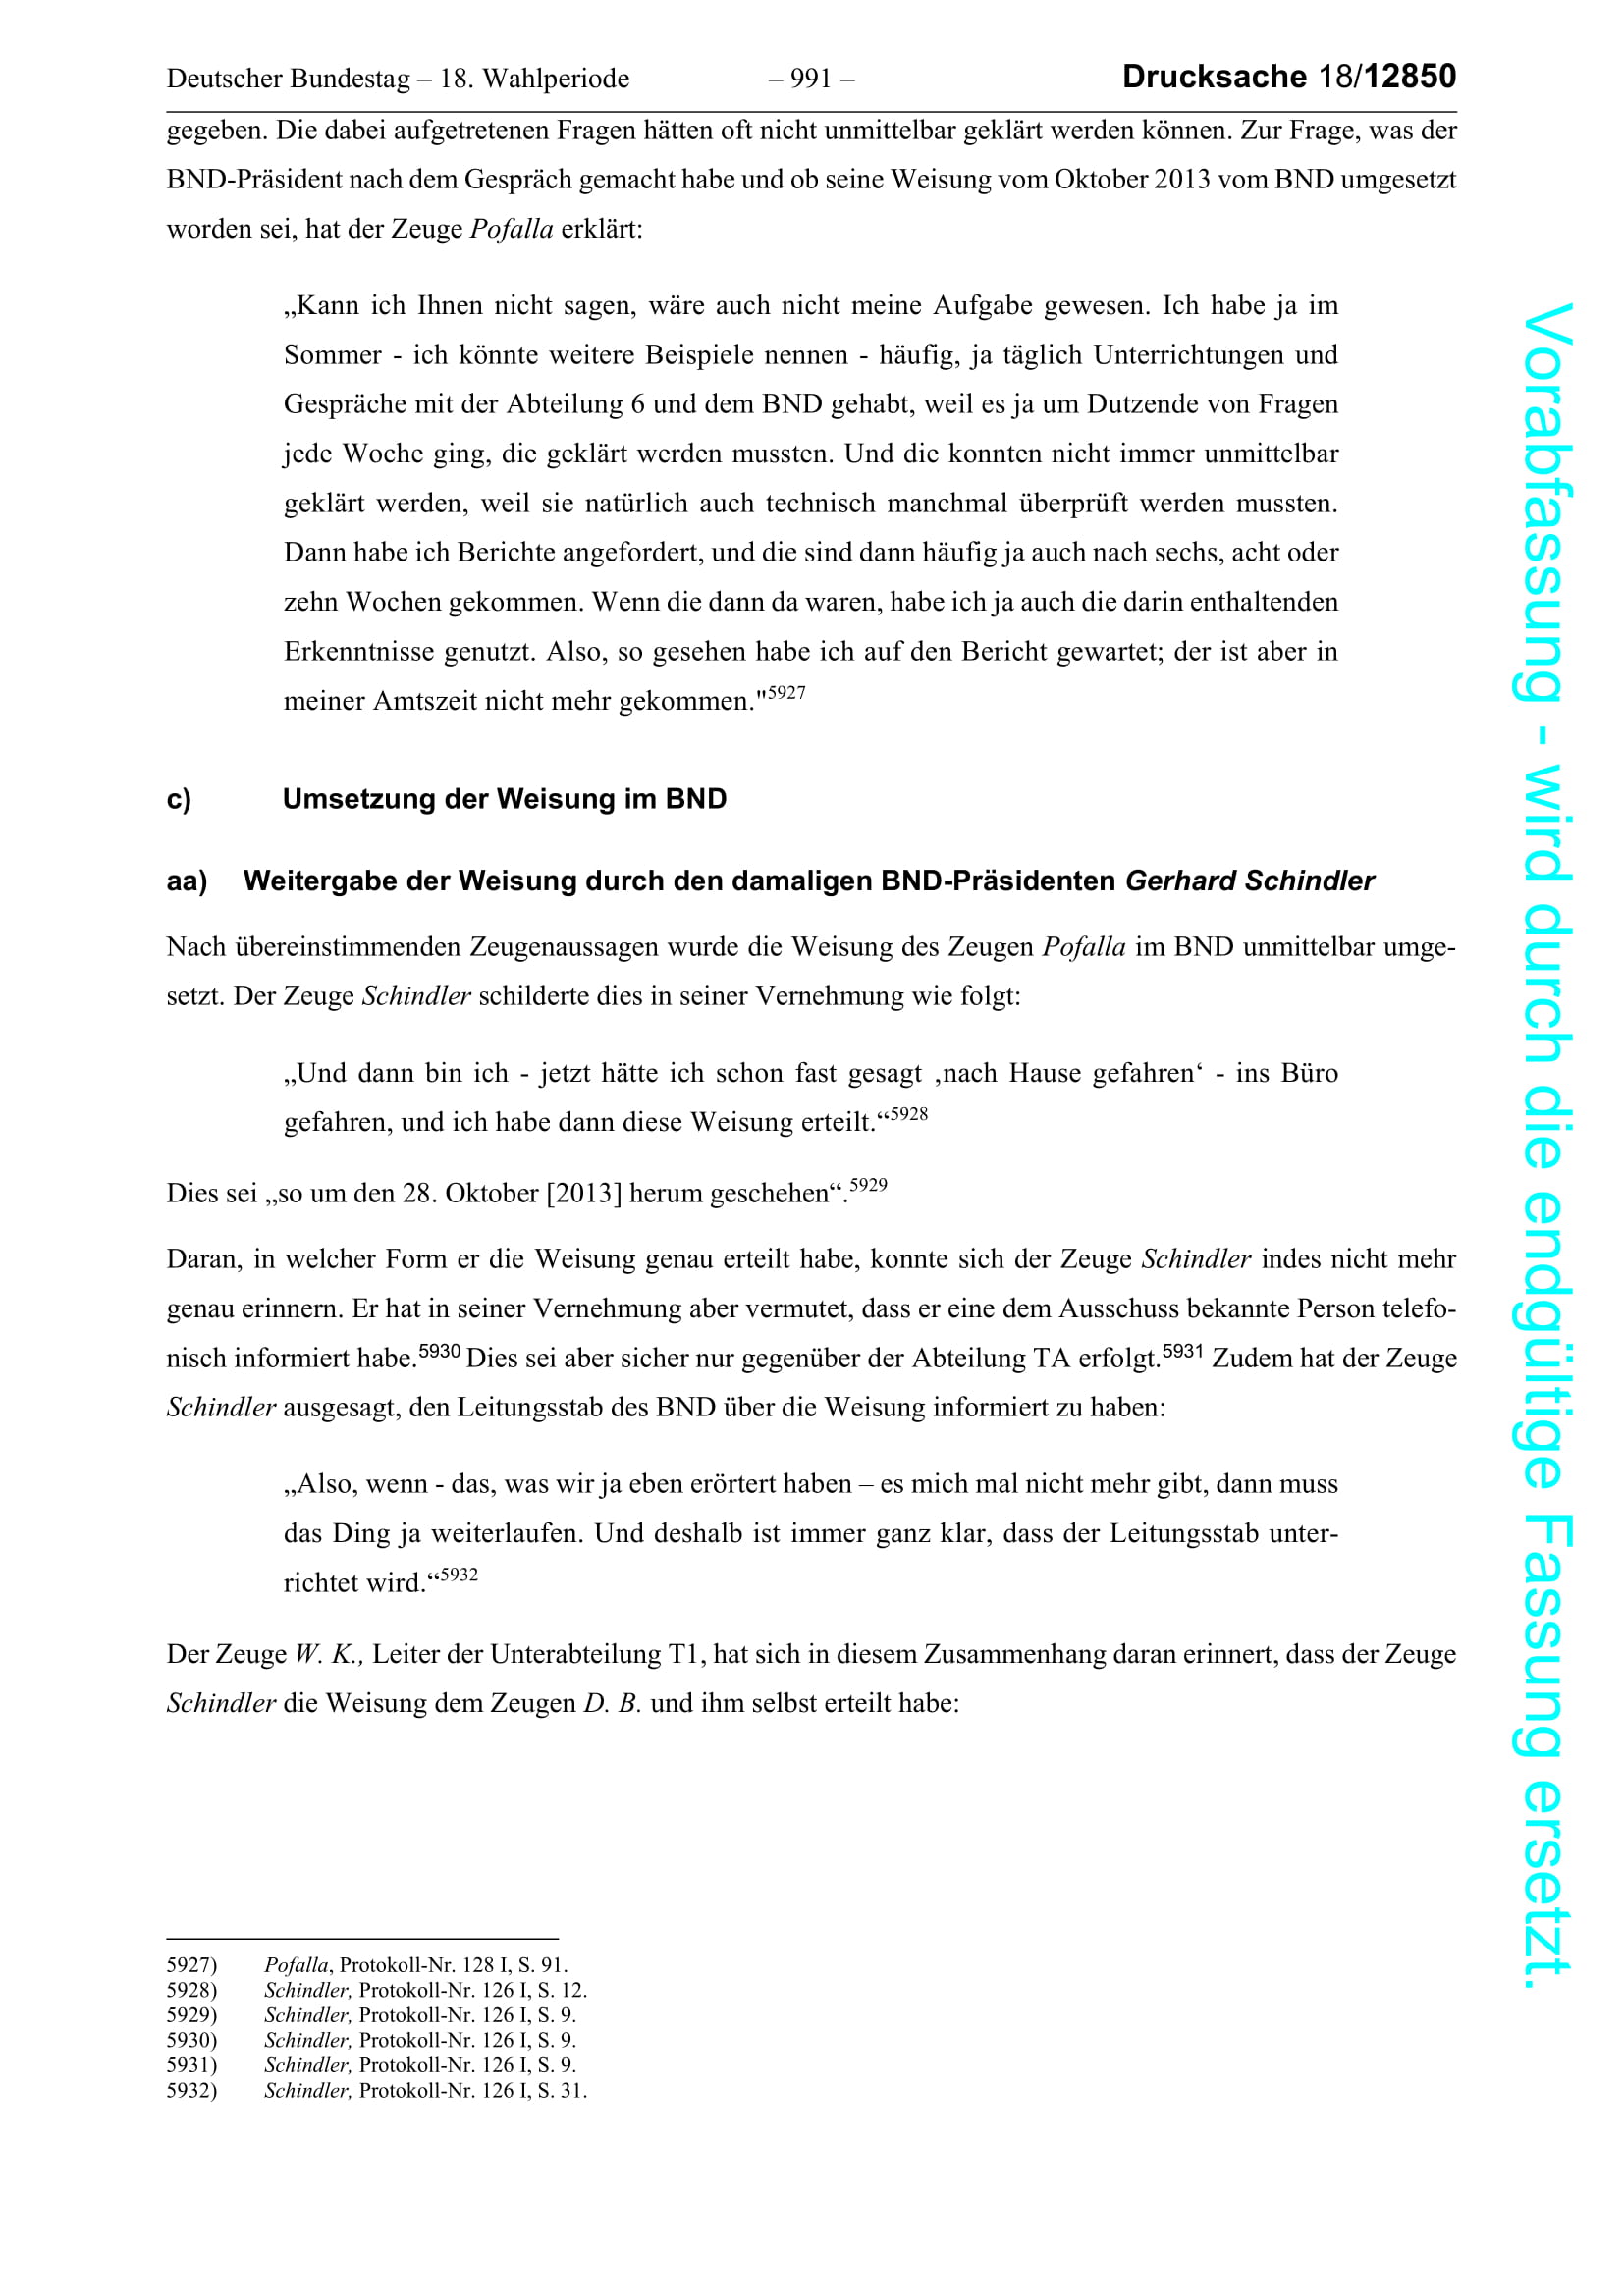 Deutscher Bundestag – 18. Wahlperiode – 991 – Drucksache 18/12850
gegeben. Die dabei aufgetretenen Fragen hätten oft nicht unmittelbar geklärt werden können. Zur Frage, was der
BND-Präsident nach dem Gespräch gemacht habe und ob seine Weisung vom Oktober 2013 vom BND umgesetzt
worden sei, hat der Zeuge Pofalla erklärt:
„Kann ich Ihnen nicht sagen, wäre auch nicht meine Aufgabe gewesen. Ich habe ja im
Sommer - ich könnte weitere Beispiele nennen - häufig, ja täglich Unterrichtungen und
Gespräche mit der Abteilung 6 und dem BND gehabt, weil es ja um Dutzende von Fragen
jede Woche ging, die geklärt werden mussten. Und die konnten nicht immer unmittelbar
geklärt werden, weil sie natürlich auch technisch manchmal überprüft werden mussten.
Dann habe ich Berichte angefordert, und die sind dann häufig ja auch nach sechs, acht oder
zehn Wochen gekommen. Wenn die dann da waren, habe ich ja auch die darin enthaltenden
Erkenntnisse genutzt. Also, so gesehen habe ich auf den Bericht gewartet; der ist aber in
meiner Amtszeit nicht mehr gekommen."5927
c) Umsetzung der Weisung im BND
aa) Weitergabe der Weisung durch den damaligen BND-Präsidenten Gerhard Schindler
Nach übereinstimmenden Zeugenaussagen wurde die Weisung des Zeugen Pofalla im BND unmittelbar umge-
setzt. Der Zeuge Schindler schilderte dies in seiner Vernehmung wie folgt:
„Und dann bin ich - jetzt hätte ich schon fast gesagt ‚nach Hause gefahren‘ - ins Büro
gefahren, und ich habe dann diese Weisung erteilt.“5928
Dies sei „so um den 28. Oktober [2013] herum geschehen“.5929
Daran, in welcher Form er die Weisung genau erteilt habe, konnte sich der Zeuge Schindler indes nicht mehr
genau erinnern. Er hat in seiner Vernehmung aber vermutet, dass er eine dem Ausschuss bekannte Person telefo-
nisch informiert habe.5930 Dies sei aber sicher nur gegenüber der Abteilung TA erfolgt.5931 Zudem hat der Zeuge
Schindler ausgesagt, den Leitungsstab des BND über die Weisung informiert zu haben:
„Also, wenn - das, was wir ja eben erörtert haben – es mich mal nicht mehr gibt, dann muss
das Ding ja weiterlaufen. Und deshalb ist immer ganz klar, dass der Leitungsstab unter-
richtet wird.“5932
Der Zeuge W. K., Leiter der Unterabteilung T1, hat sich in diesem Zusammenhang daran erinnert, dass der Zeuge
Schindler die Weisung dem Zeugen D. B. und ihm selbst erteilt habe:
5927) Pofalla, Protokoll-Nr. 128 I, S. 91.
5928) Schindler, Protokoll-Nr. 126 I, S. 12.
5929) Schindler, Protokoll-Nr. 126 I, S. 9.
5930) Schindler, Protokoll-Nr. 126 I, S. 9.
5931) Schindler, Protokoll-Nr. 126 I, S. 9.
5932) Schindler, Protokoll-Nr. 126 I, S. 31.
Vorabfassung - wird durch die endgültige Fassung ersetzt.